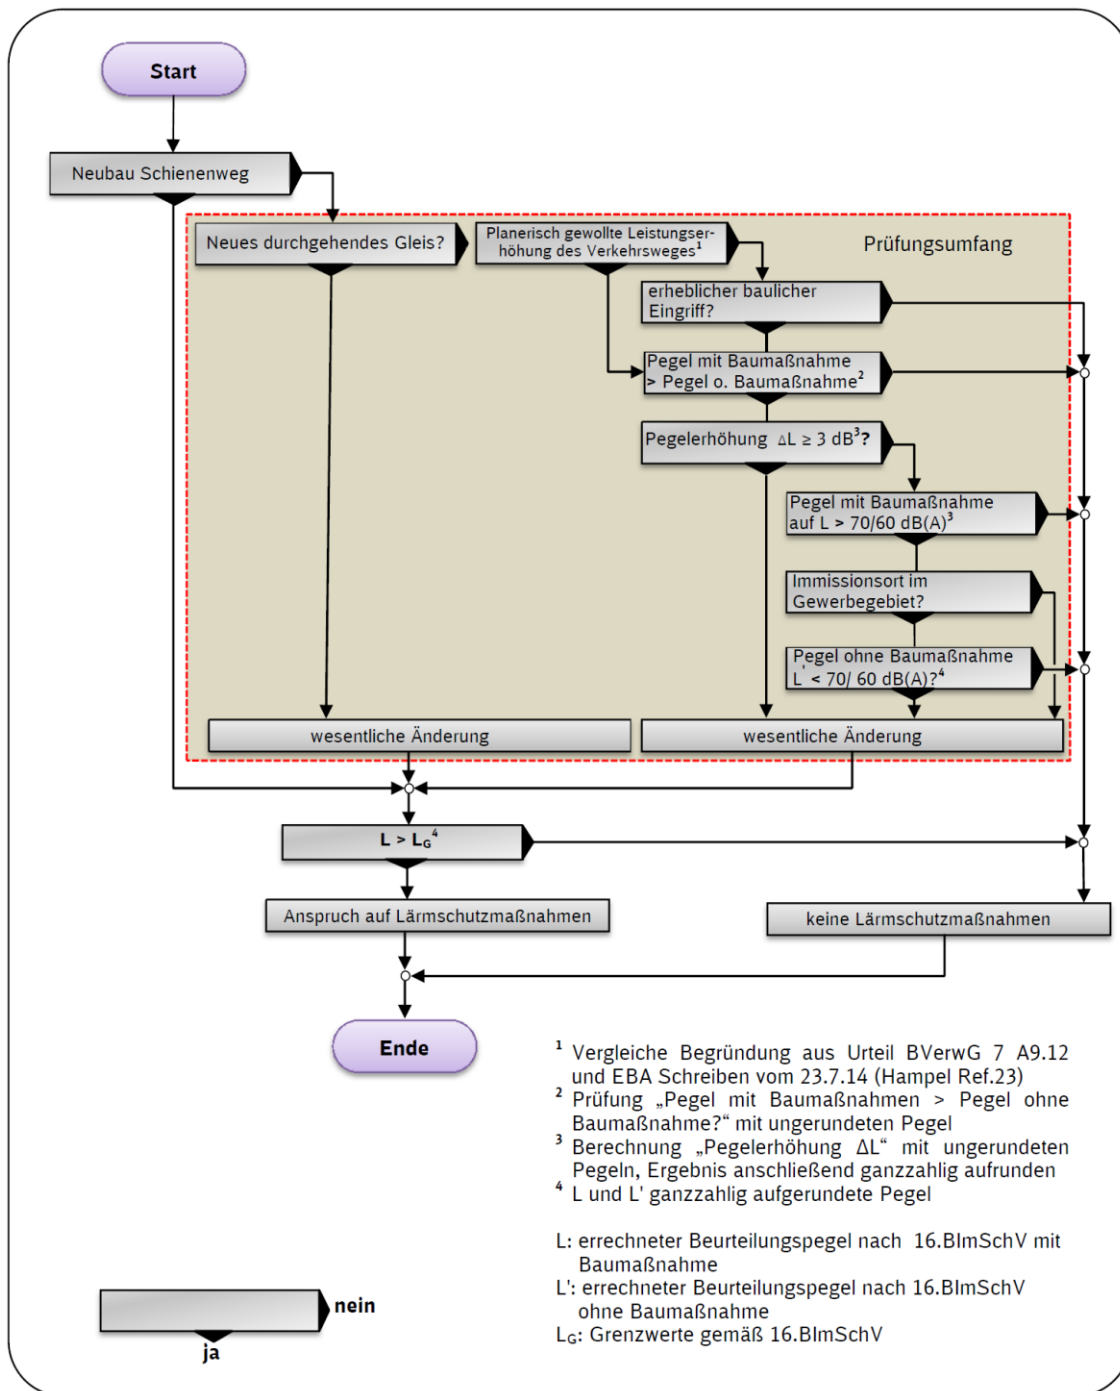 Start
Neubau Schienenweg
Neues durchgehendes Gleis?
Planerisch gewollte Leistungser-
höhung des Verkehrsweges¹
Prüfungsumfang
erheblicher baulicher
Eingriff?
Pegel mit Baumaßnahme
> Pegel o. Baumaßnahme²
Pegelerhöhung ΔL ≥ 3 dB³?
Pegel mit Baumaßnahme
auf L > 70/60 dB(A)³
Immissionsort im
Gewerbegebiet?
Pegel ohne Baumaßnahme
L' < 70/ 60 dB(A)?⁴
wesentliche Änderung
wesentliche Änderung
L > L_G⁴
Anspruch auf Lärmschutzmaßnahmen
keine Lärmschutzmaßnahmen
Ende
¹ Vergleiche Begründung aus Urteil BVerwG 7 A9.12
und EBA Schreiben vom 23.7.14 (Hampel Ref.23)
² Prüfung „Pegel mit Baumaßnahmen > Pegel ohne
Baumaßnahme?“ mit ungerundeten Pegel
³ Berechnung „Pegelerhöhung ΔL“ mit ungerundeten
Pegeln, Ergebnis anschließend ganzzahlig aufrunden
⁴ L und L' ganzzahlig aufgerundete Pegel
L: errechneter Beurteilungspegel nach 16.BImSchV mit
Baumaßnahme
L': errechneter Beurteilungspegel nach 16.BImSchV
ohne Baumaßnahme
L_G: Grenzwerte gemäß 16.BImSchV
nein
ja